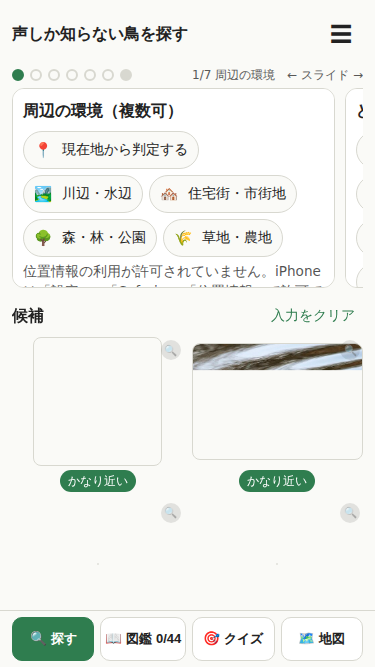 声しか知らない鳥を探す
1/7 周辺の環境 ← スライド →
周辺の環境（複数可）
現在地から判定する
川辺・水辺 住宅街・市街地
森・林・公園 草地・農地
位置情報の利用が許可されていません。iPhone
候補 入力をクリア
かなり近い かなり近い
探す 図鑑 0/44 クイズ 地図